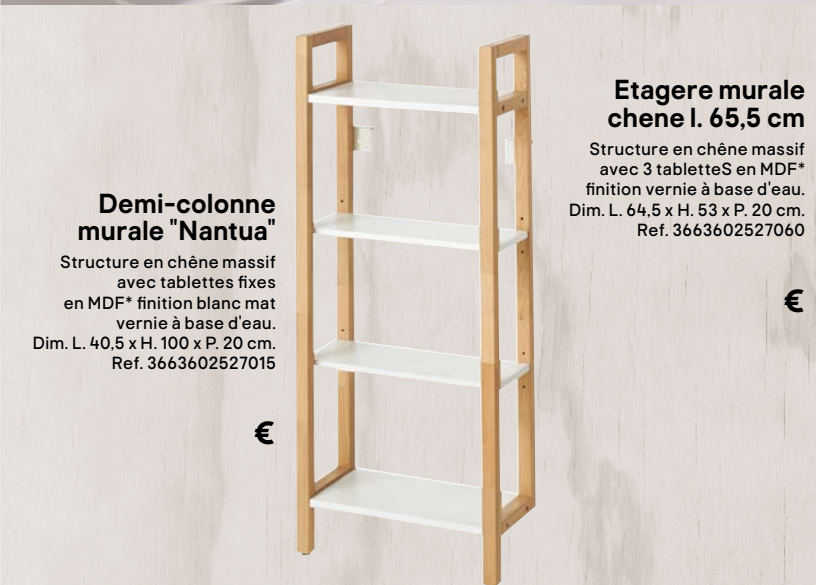 Demi-colonne
murale "Nantua"
Structure en chêne massif
avec tablettes fixes
en MDF* finition blanc mat
vernie à base d'eau.
Dim. L. 40,5 x H. 100 x P. 20 cm.
Ref. 3663602527015
€
Etagere murale
chene l. 65,5 cm
Structure en chêne massif
avec 3 tabletteS en MDF*
finition vernie à base d'eau.
Dim. L. 64,5 x H. 53 x P. 20 cm.
Ref. 3663602527060
€